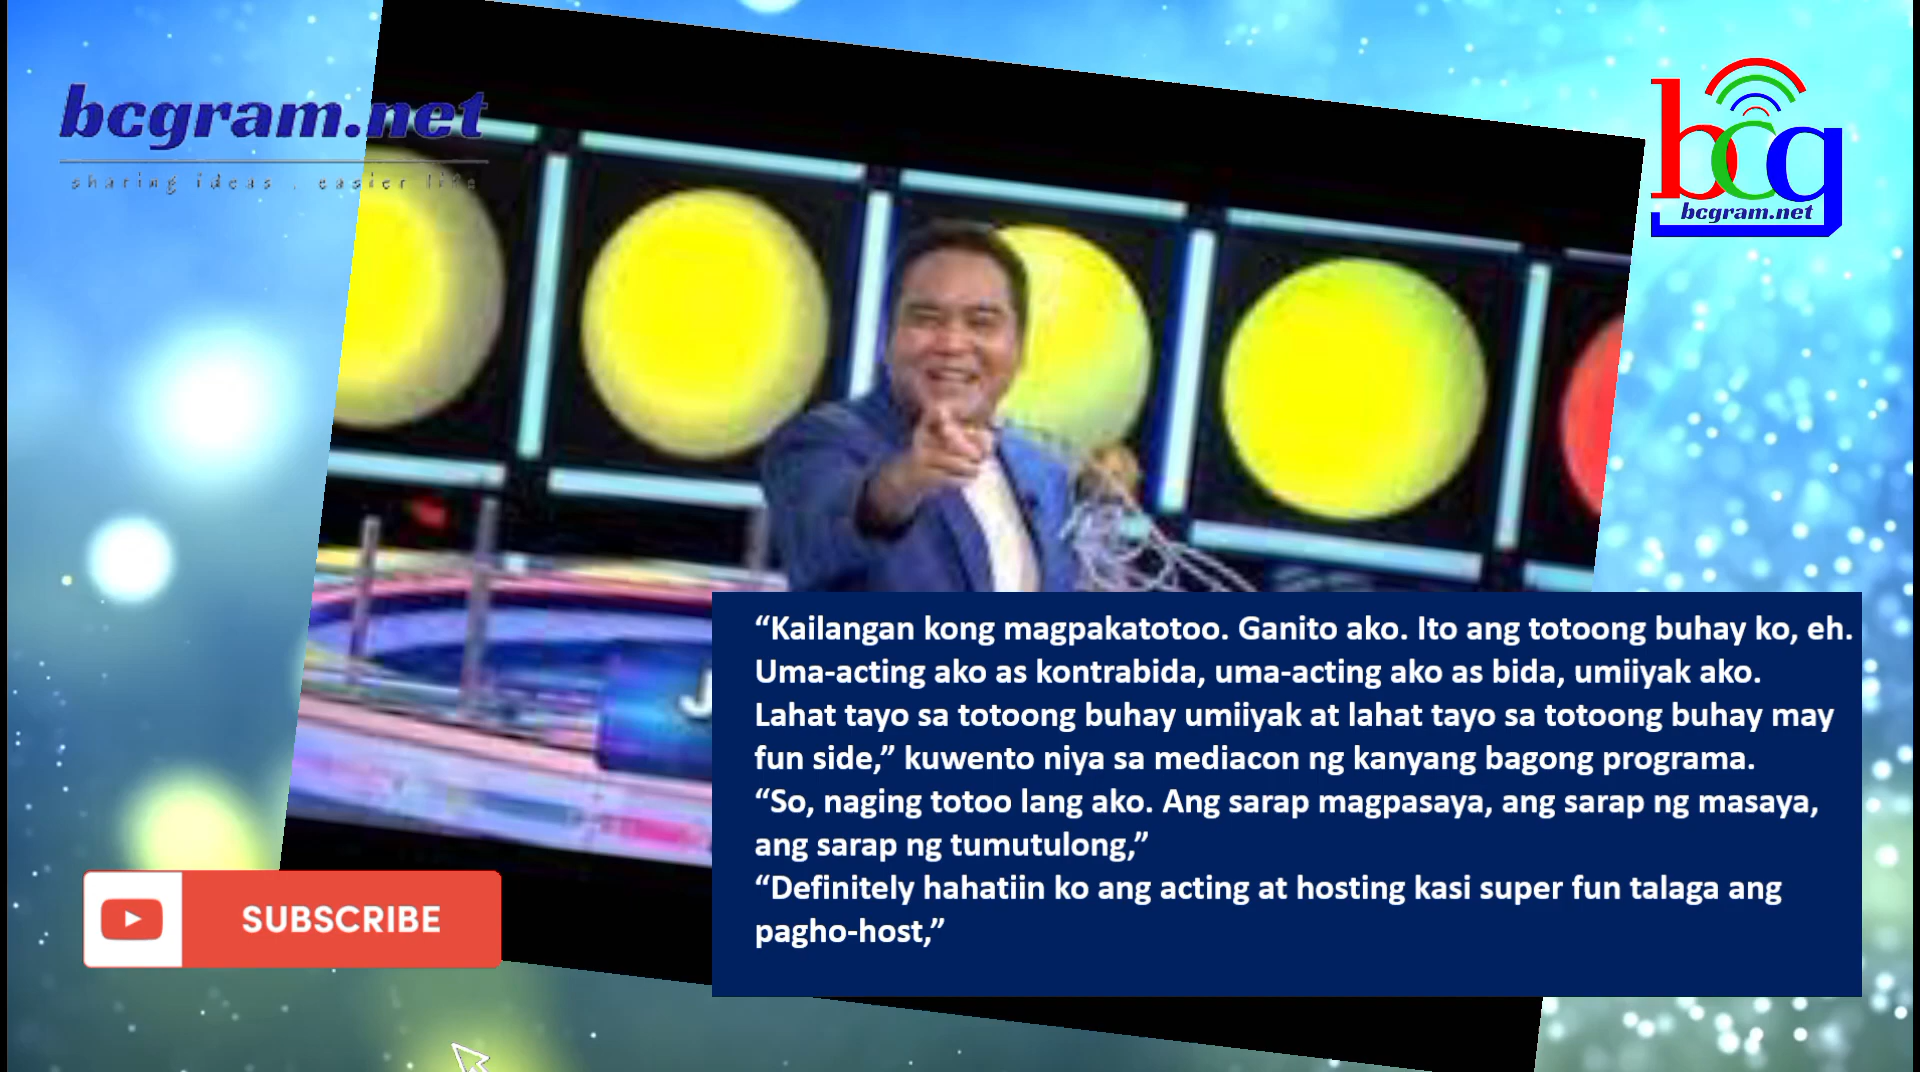 bcgram.net
sharing ideas . easier life
bcg
bcgram.net
J
“Kailangan kong magpakatotoo. Ganito ako. Ito ang totoong buhay ko, eh.
Uma-acting ako as kontrabida, uma-acting ako as bida, umiiyak ako.
Lahat tayo sa totoong buhay umiiyak at lahat tayo sa totoong buhay may
fun side,” kuwento niya sa mediacon ng kanyang bagong programa.
“So, naging totoo lang ako. Ang sarap magpasaya, ang sarap ng masaya,
ang sarap ng tumutulong,”
“Definitely hahatiin ko ang acting at hosting kasi super fun talaga ang
pagho-host,”
SUBSCRIBE